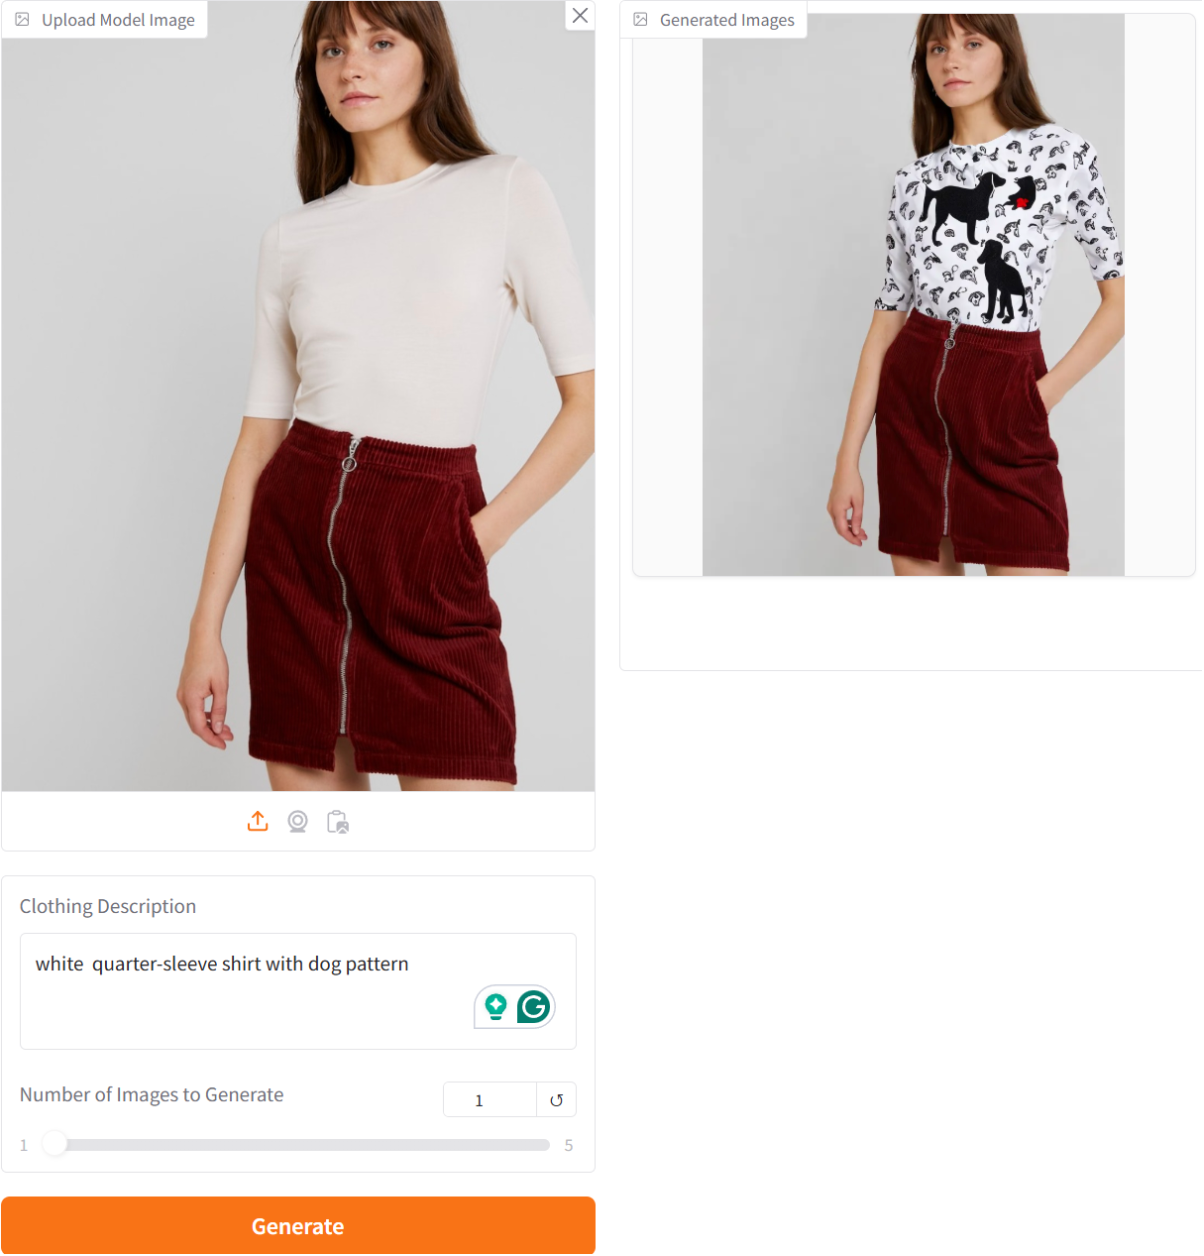 Upload Model Image
Generated Images
Clothing Description
white  quarter-sleeve shirt with dog pattern
Number of Images to Generate
1
1
5
Generate